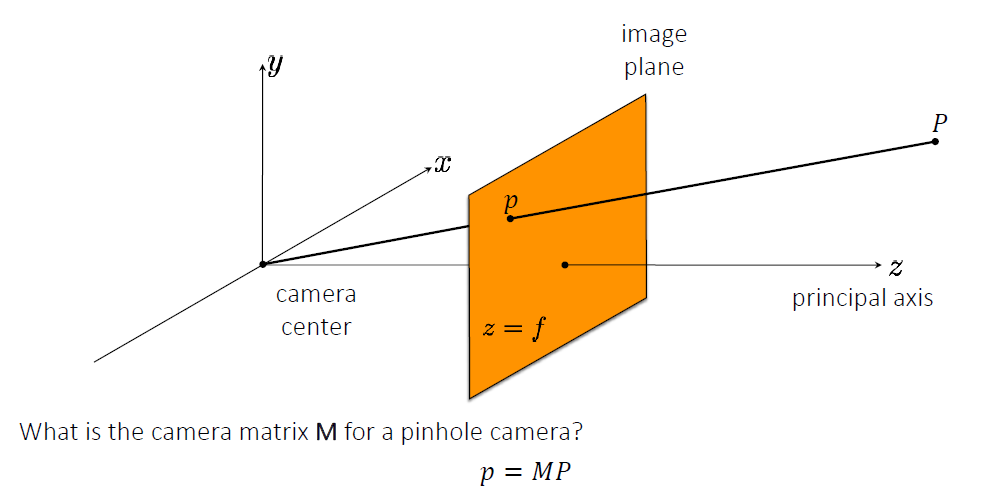 image
plane
y
P
x
p
z
camera
center
principal axis
z = f
What is the camera matrix M for a pinhole camera?
p = MP